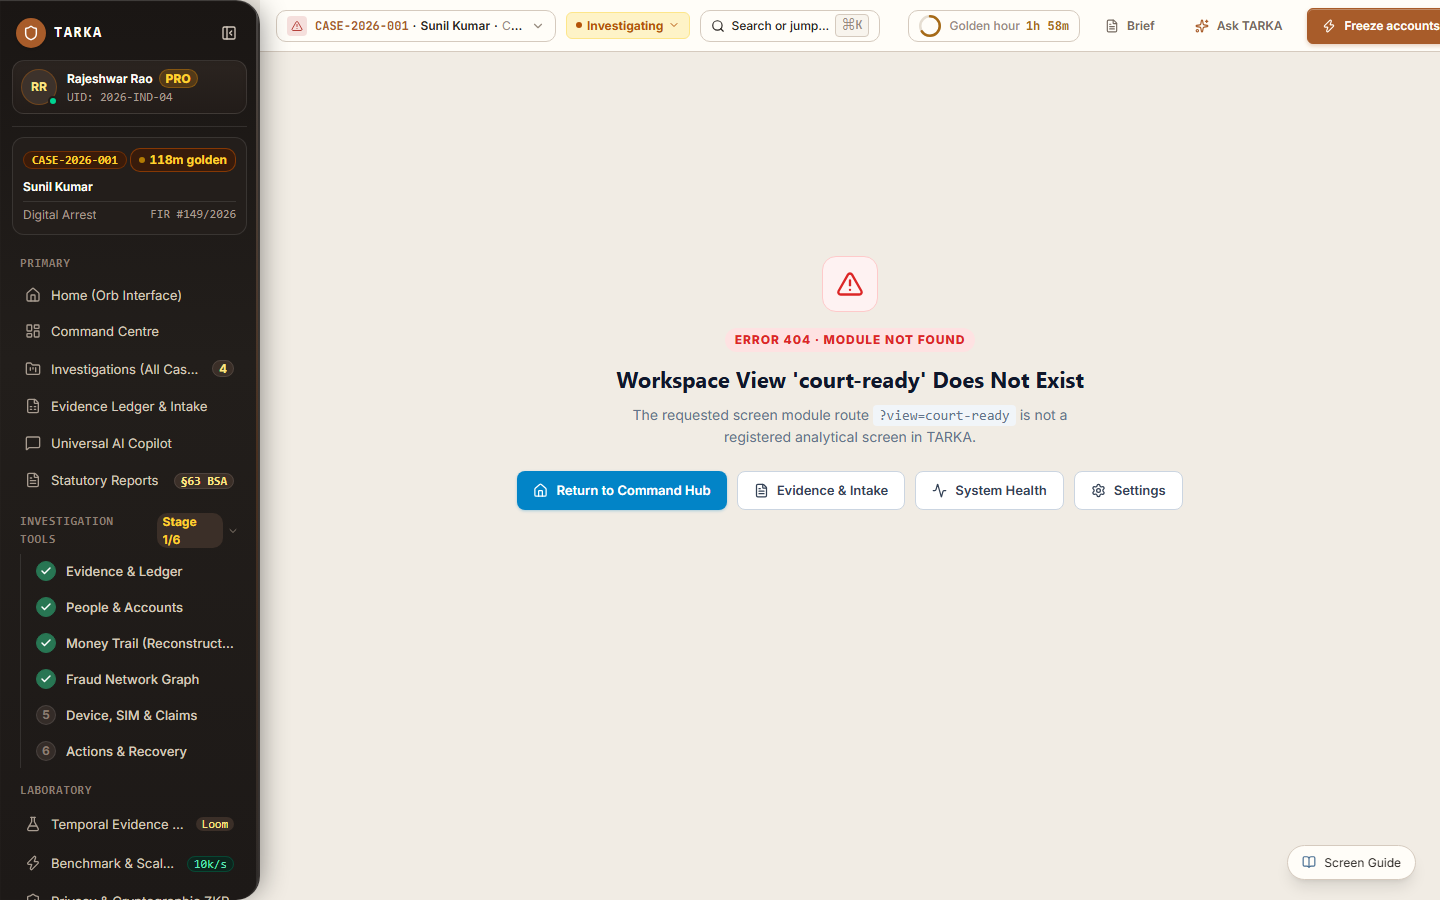 TARKA
RR
Rajeshwar Rao PRO
UID: 2026-IND-04
CASE-2026-001 118m golden
Sunil Kumar
Digital Arrest FIR #149/2026
PRIMARY
Home (Orb Interface)
Command Centre
Investigations (All Cas... 4
Evidence Ledger & Intake
Universal AI Copilot
Statutory Reports §63 BSA
INVESTIGATION TOOLS Stage 1/6
Evidence & Ledger
People & Accounts
Money Trail (Reconstruct...
Fraud Network Graph
5 Device, SIM & Claims
6 Actions & Recovery
LABORATORY
Temporal Evidence ... Loom
Benchmark & Scal... 10k/s
CASE-2026-001 · Sunil Kumar · C... Investigating Search or jump... ⌘K Golden hour 1h 58m Brief Ask TARKA Freeze accounts
ERROR 404 · MODULE NOT FOUND
Workspace View 'court-ready' Does Not Exist
The requested screen module route ?view=court-ready is not a
registered analytical screen in TARKA.
Return to Command Hub Evidence & Intake System Health Settings
Screen Guide